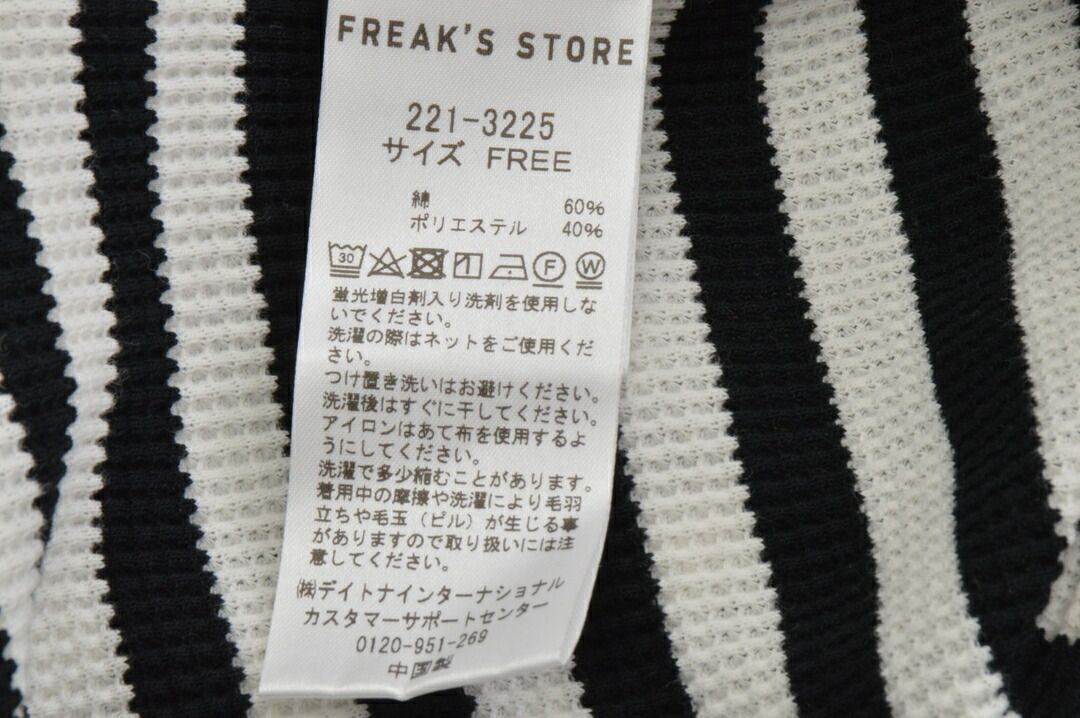 FREAK'S STORE
221-3225
サイズ FREE
綿 60%
ポリエステル 40%
30 F W
蛍光増白剤入り洗剤を使用しな
いでください。
洗濯の際はネットをご使用くだ
さい。
つけ置き洗いはお避けください。
洗濯後はすぐに干してください。
アイロンはあて布を使用するよ
うにしてください。
洗濯で多少縮むことがあります。
着用中の摩擦や洗濯により毛羽
立ちや毛玉（ピル）が生じる事
がありますので取り扱いには注
意してください。
㈱デイトナインターナショナル
カスタマーサポートセンター
0120-951-269
中国製